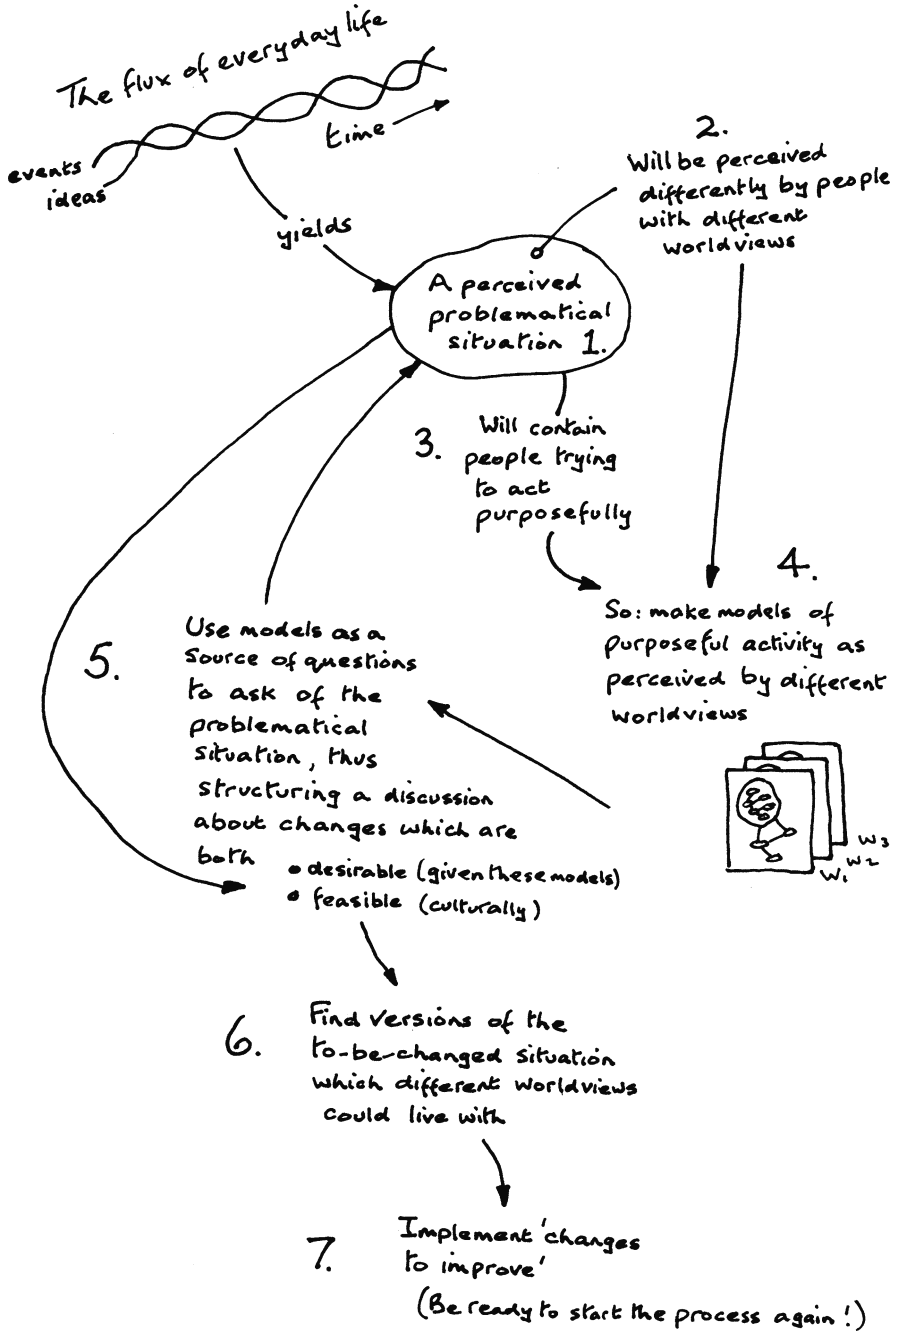 The flux of everyday life
events
ideas
time
yields
2.
Will be perceived
differently by people
with different
worldviews
A perceived
problematical
situation 1.
3.
Will contain
people trying
to act
purposefully
4.
So: make models of
purposeful activity as
perceived by different
worldviews
W3
W2
W1
5.
Use models as a
source of questions
to ask of the
problematical
situation, thus
structuring a discussion
about changes which are
both
• desirable (given these models)
• feasible (culturally)
6.
Find versions of the
to-be-changed situation
which different worldviews
could live with
7.
Implement 'changes
to improve'
(Be ready to start the process again!)